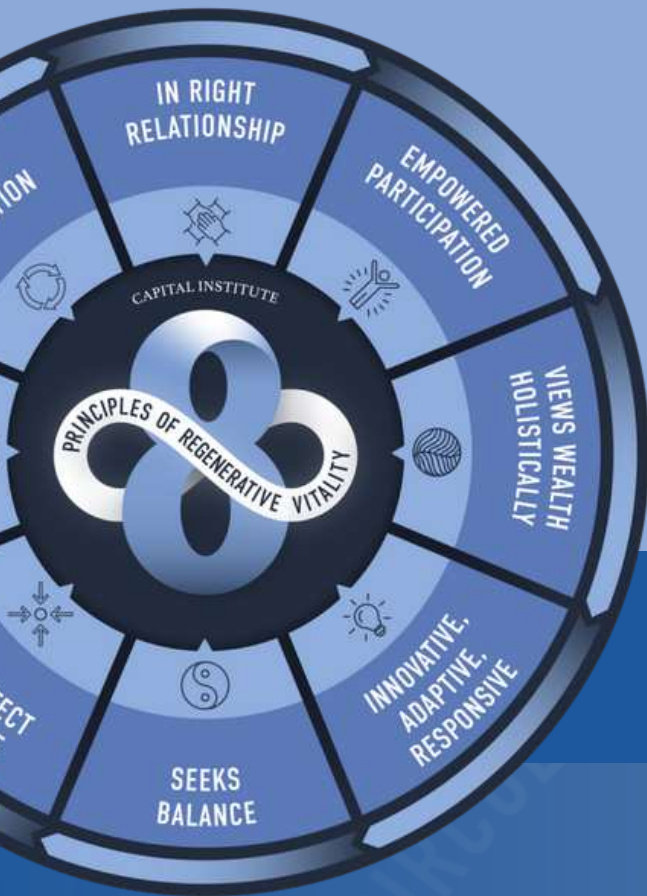 IN RIGHT
RELATIONSHIP
EMPOWERED
PARTICIPATION
VIEWS WEALTH
HOLISTICALLY
INNOVATIVE,
ADAPTIVE,
RESPONSIVE
SEEKS
BALANCE
CAPITAL INSTITUTE
8
PRINCIPLES OF REGENERATIVE VITALITY